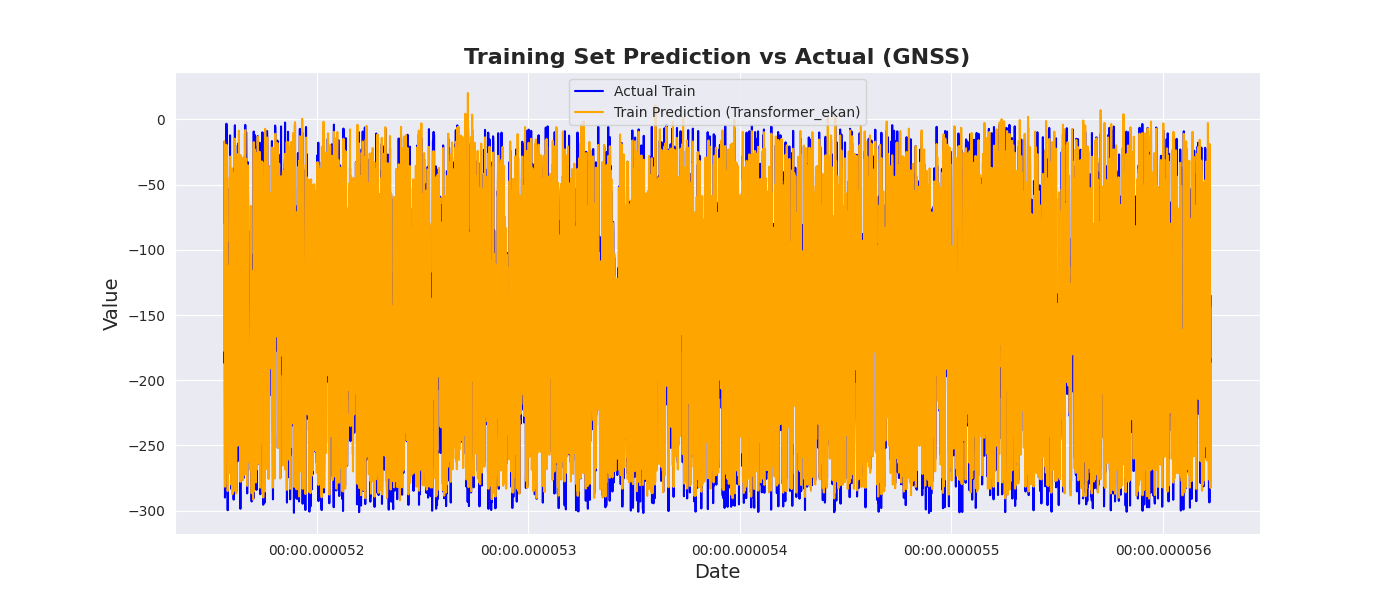 Training Set Prediction vs Actual (GNSS)
Actual Train
Train Prediction (Transformer_ekan)
Value
0
−50
−100
−150
−200
−250
−300
00:00.000052
00:00.000053
00:00.000054
00:00.000055
00:00.000056
Date